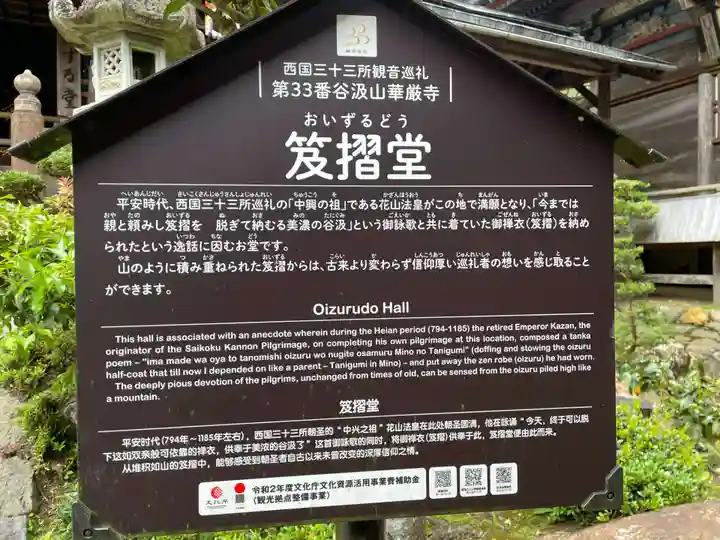 西国三十三所観音巡礼
第33番谷汲山華厳寺
おいずるどう
笈摺堂
平安時代、西国三十三所巡礼の「中興の祖」である花山法皇がこの地で満願となり、「今までは
親と頼みし笈摺を 脱ぎて納むる美濃の谷汲」という御詠歌と共に着ていた御禅衣(笈摺)を納め
られたという逸話に因むお堂です。
山のように積み重ねられた笈摺からは、古来より変わらず信仰厚い巡礼者の想いを感じ取ること
ができます。
Oizurudo Hall
This hall is associated with an anecdote wherein during the Heian period (794-1185) the retired Emperor Kazan, the
originator of the Saikoku Kannon Pilgrimage, on completing his own pilgrimage at this location, composed a tanka
poem – "ima made wa oya to tanomishi oizuru wo nugite osamuru Mino no Tanigumi" (doffing and stowing the oizuru
half-coat that till now I depended on like a parent – Tanigumi in Mino) – and put away the zen robe (oizuru) he had worn.
The deeply pious devotion of the pilgrims, unchanged from times of old, can be sensed from the oizuru piled high like
a mountain.
笈摺堂
平安时代(794年~1185年左右),西国三十三所朝圣的"中兴之祖"花山法皇在此处朝圣圆满,他在咏诵"今天,终于可以脱
下这如双亲般可依靠的禅衣,供奉于美浓的谷汲了"这首御詠歌的同时,将御禅衣(笈摺)供奉于此,笈摺堂便由此而来。
从堆积如山的笈摺中,能够感受到朝圣者自古以来未曾改变的深厚信仰之情。
文化庁
令和2年度文化庁文化資源活用事業費補助金
(観光拠点整備事業)